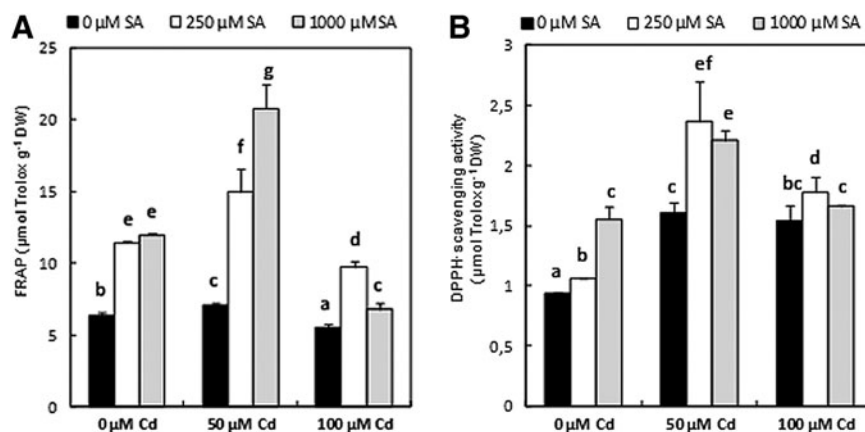 A
■ 0 µM SA □ 250 µM SA ■ 1000 µM SA
FRAP (µmol Trolox g⁻¹ DW)
25
20
15
10
5
0
b e e
c f g
a d c
0 µM Cd 50 µM Cd 100 µM Cd
B
■ 0 µM SA □ 250 µM SA ■ 1000 µM SA
DPPH· scavenging activity
(µmol Trolox g⁻¹ DW)
3
2,5
2
1,5
1
0,5
0
a b c
c ef e
bc d c
0 µM Cd 50 µM Cd 100 µM Cd